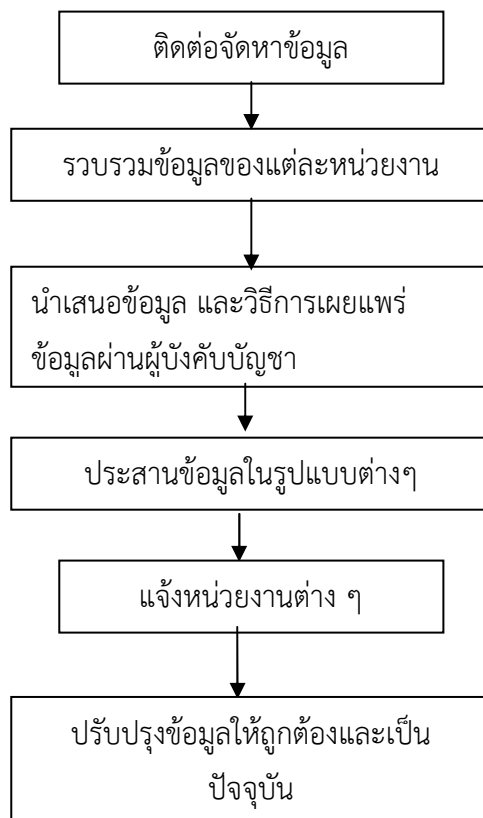 ติดต่อจัดหาข้อมูล
รวบรวมข้อมูลของแต่ละหน่วยงาน
นำเสนอข้อมูล และวิธีการเผยแพร่
ข้อมูลผ่านผู้บังคับบัญชา
ประสานข้อมูลในรูปแบบต่างๆ
แจ้งหน่วยงานต่าง ๆ
ปรับปรุงข้อมูลให้ถูกต้องและเป็น
ปัจจุบัน